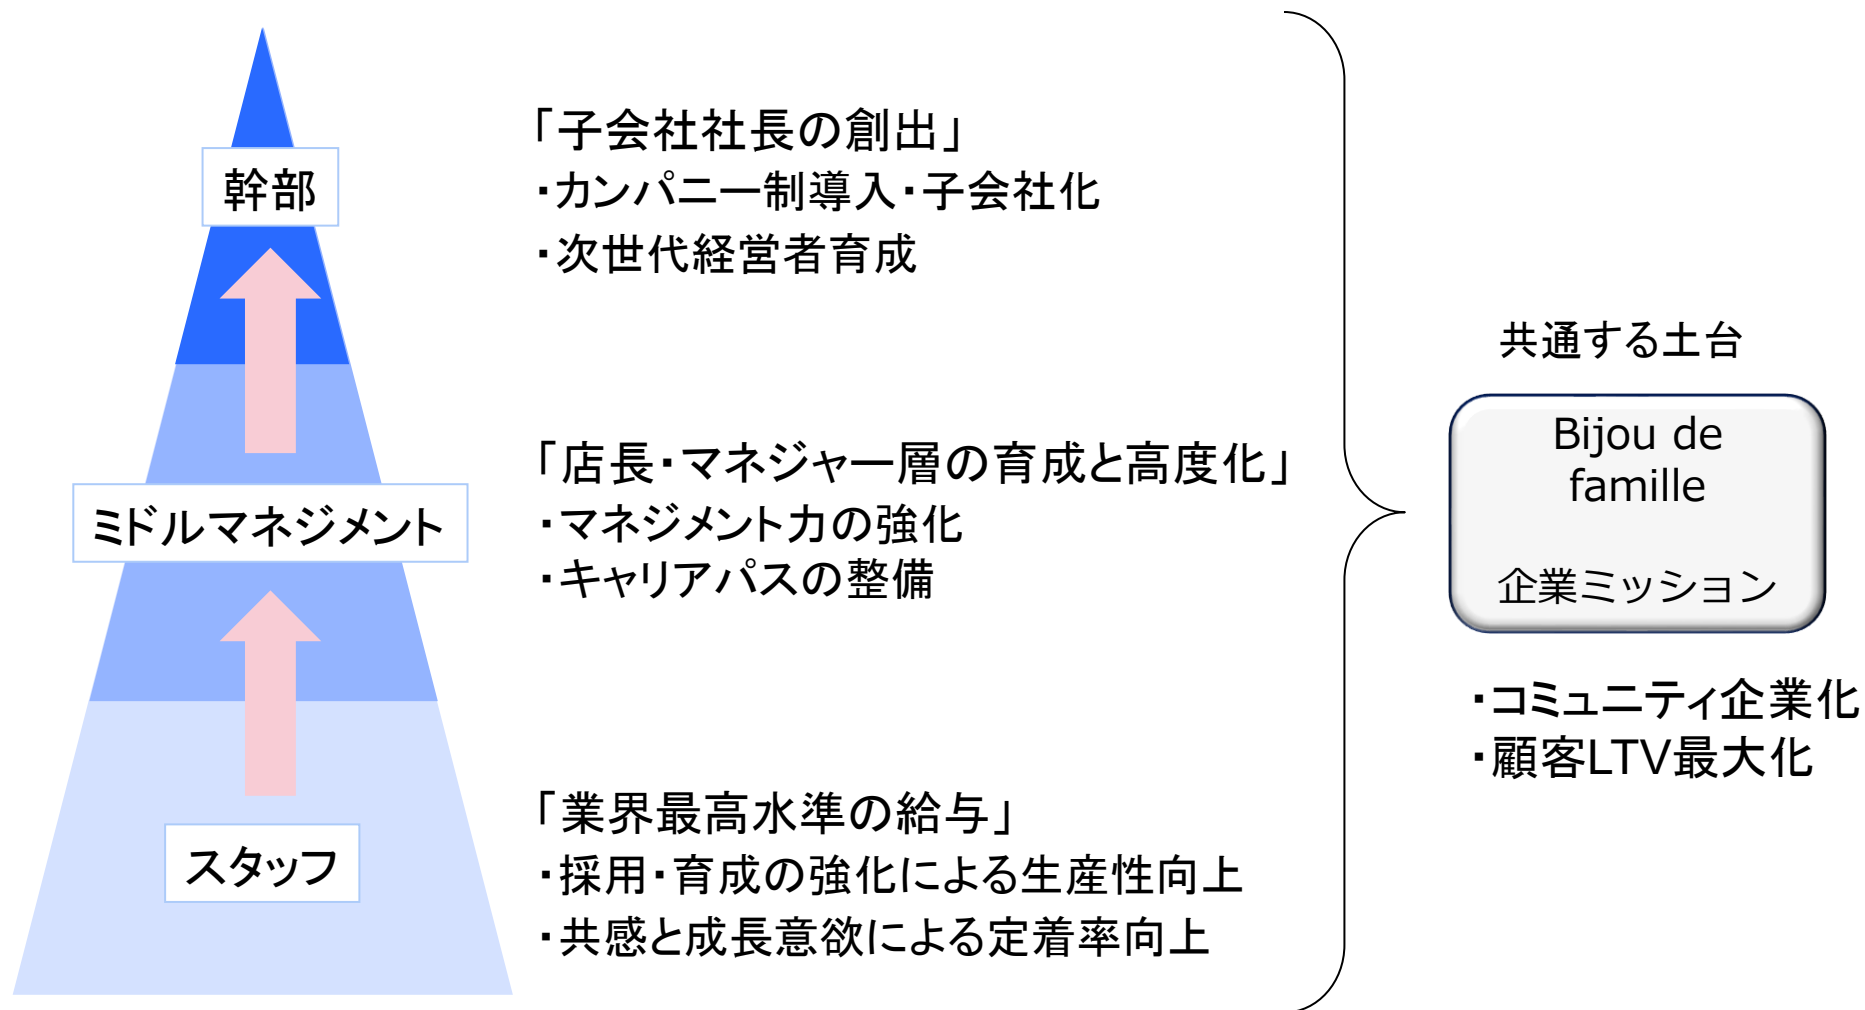 幹部
「子会社社長の創出」
・カンパニー制導入・子会社化
・次世代経営者育成
ミドルマネジメント
「店長・マネジャー層の育成と高度化」
・マネジメント力の強化
・キャリアパスの整備
スタッフ
「業界最高水準の給与」
・採用・育成の強化による生産性向上
・共感と成長意欲による定着率向上
共通する土台
Bijou de
famille
企業ミッション
・コミュニティ企業化
・顧客LTV最大化